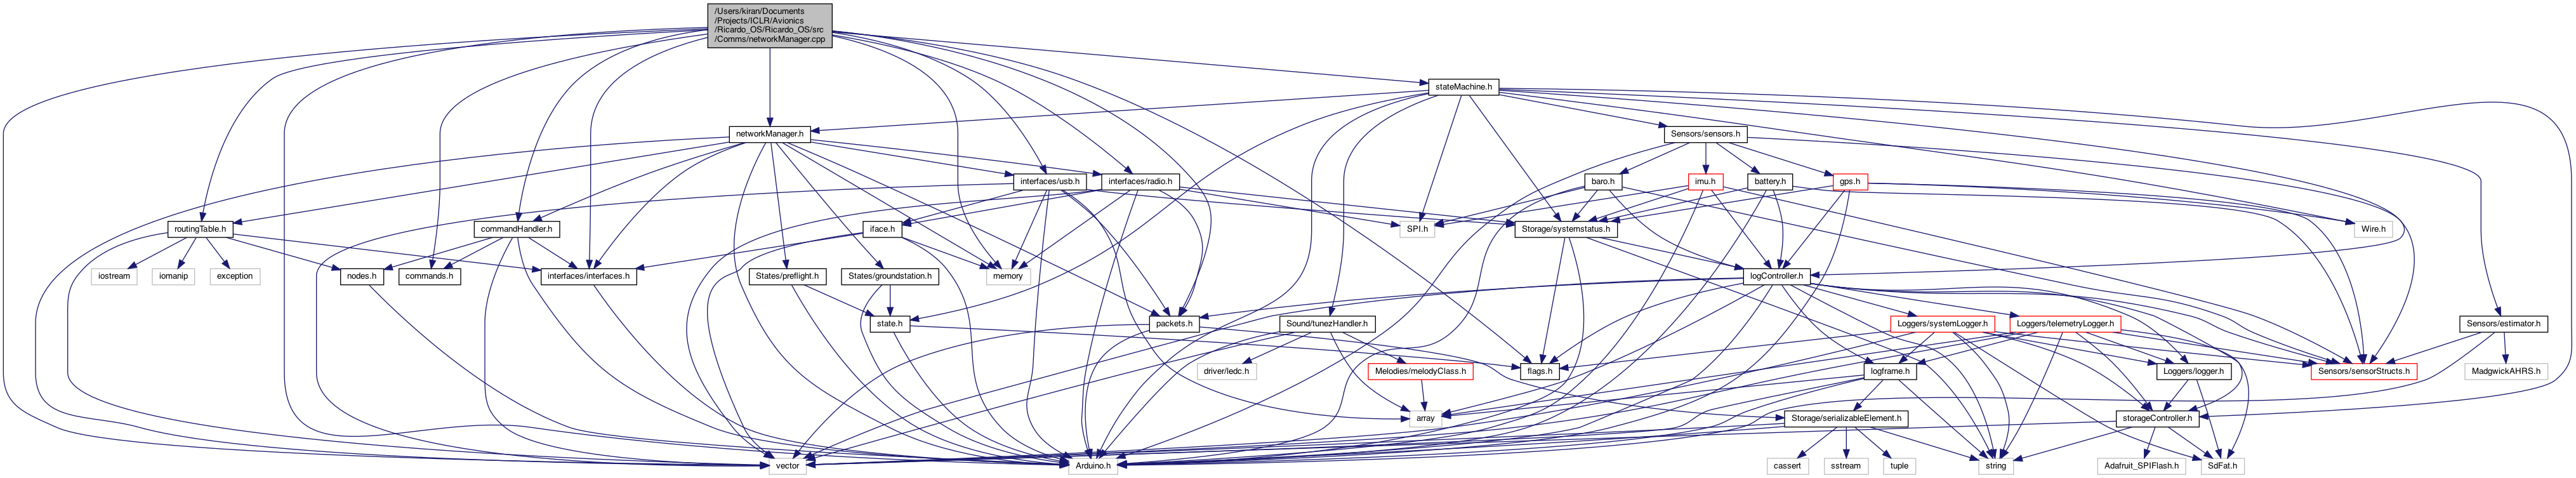 /Users/kiran/Documents
/Projects/ICLR/Avionics
/Ricardo_OS/Ricardo_OS/src
/Comms/networkManager.cpp
stateMachine.h
networkManager.h
Sensors/sensors.h
interfaces/usb.h
interfaces/radio.h
baro.h
imu.h
battery.h
gps.h
routingTable.h
commandHandler.h
iface.h
SPI.h
Storage/systemstatus.h
Wire.h
iostream
iomanip
exception
nodes.h
commands.h
interfaces/interfaces.h
States/preflight.h
States/groundstation.h
memory
logController.h
state.h
packets.h
Sound/tunezHandler.h
Loggers/systemLogger.h
Loggers/telemetryLogger.h
Sensors/estimator.h
driver/ledc.h
Melodies/melodyClass.h
flags.h
logframe.h
Loggers/logger.h
Sensors/sensorStructs.h
MadgwickAHRS.h
array
Storage/serializableElement.h
storageController.h
vector
Arduino.h
cassert
sstream
tuple
string
Adafruit_SPIFlash.h
SdFat.h